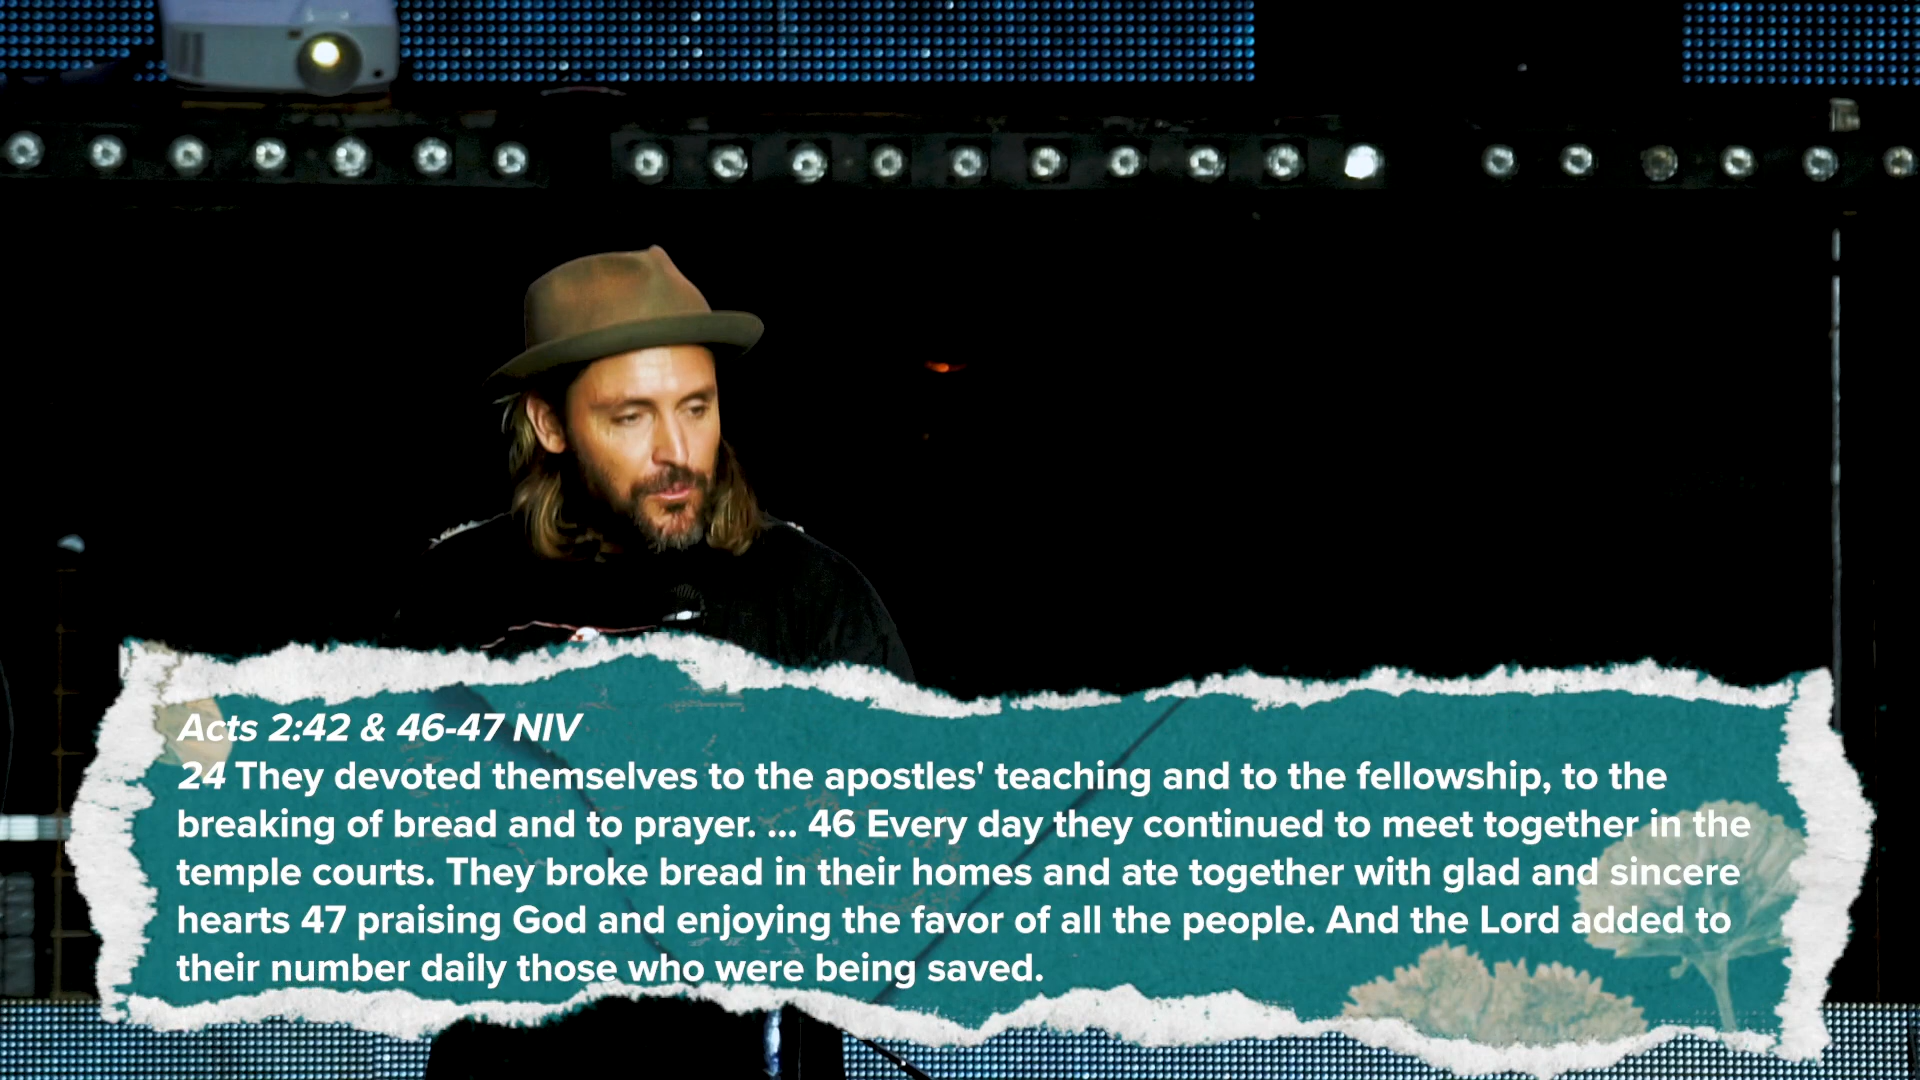 Acts 2:42 & 46-47 NIV
24 They devoted themselves to the apostles' teaching and to the fellowship, to the
breaking of bread and to prayer. ... 46 Every day they continued to meet together in the
temple courts. They broke bread in their homes and ate together with glad and sincere
hearts 47 praising God and enjoying the favor of all the people. And the Lord added to
their number daily those who were being saved.